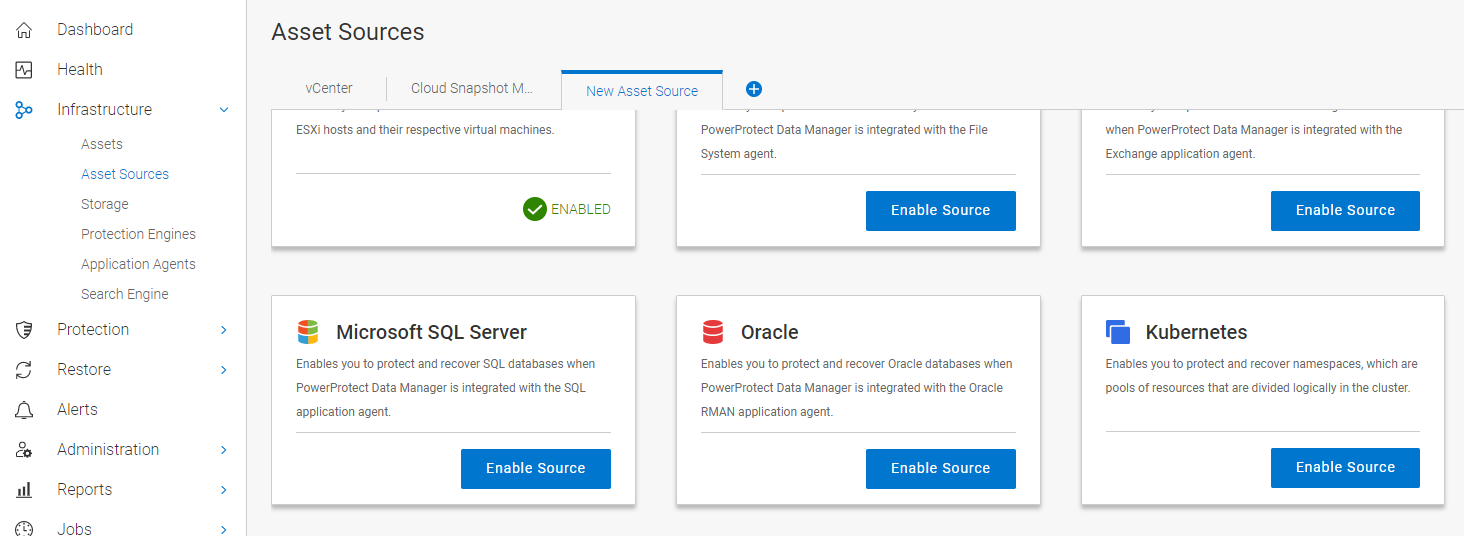 Dashboard
Health
Infrastructure
Assets
Asset Sources
Storage
Protection Engines
Application Agents
Search Engine
Protection
Restore
Alerts
Administration
Reports
Jobs
Asset Sources
vCenter
Cloud Snapshot M...
New Asset Source
ESXi hosts and their respective virtual machines.
ENABLED
PowerProtect Data Manager is integrated with the File
System agent.
Enable Source
when PowerProtect Data Manager is integrated with the
Exchange application agent.
Enable Source
Microsoft SQL Server
Enables you to protect and recover SQL databases when
PowerProtect Data Manager is integrated with the SQL
application agent.
Enable Source
Oracle
Enables you to protect and recover Oracle databases when
PowerProtect Data Manager is integrated with the Oracle
RMAN application agent.
Enable Source
Kubernetes
Enables you to protect and recover namespaces, which are
pools of resources that are divided logically in the cluster.
Enable Source